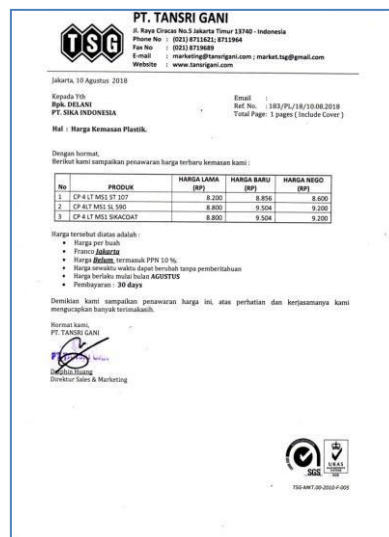 PT. TANSRI GANI
TSG
Jl. Raya Ciracas No.5 Jakarta Timur 13740 - Indonesia
Phone No : (021) 8711621; 8711964
Fax No : (021) 8719689
E-mail : marketing@tansrigani.com ; market.tsg@gmail.com
Website : www.tansrigani.com
Jakarta, 10 Agustus 2018
Kepada Yth
Bpk. DELANI
PT. SIKA INDONESIA
Email :
Ref No. : 183/PL/18/10.08.2018
Total Page: 1 pages ( Include Cover )
Hal : Harga Kemasan Plastik.
Dengan hormat,
Berikut kami sampaikan penawaran harga terbaru kemasan kami :
No PRODUK HARGA LAMA (RP) HARGA BARU (RP) HARGA NEGO (RP)
1 CP 4 LT MS1 ST 107 8.200 8.856 8.600
2 CP 4LT MS1 SL 590 8.800 9.504 9.200
3 CP 4 LT MS1 SIKACOAT 8.800 9.504 9.200
Harga tersebut diatas adalah :
• Harga per buah
• Franco Jakarta
• Harga Belum termasuk PPN 10 %.
• Harga sewaktu waktu dapat berubah tanpa pemberitahuan
• Harga berlaku mulai bulan AGUSTUS
• Pembayaran : 30 days
Demikian kami sampaikan penawaran harga ini, atas perhatian dan kerjasamanya kami
mengucapkan banyak terimakasih.
Hormat kami,
PT. TANSRI GANI
Huang
Direktur Sales & Marketing
SGS
UKAS
TSG-MKT.00-2010-F-005